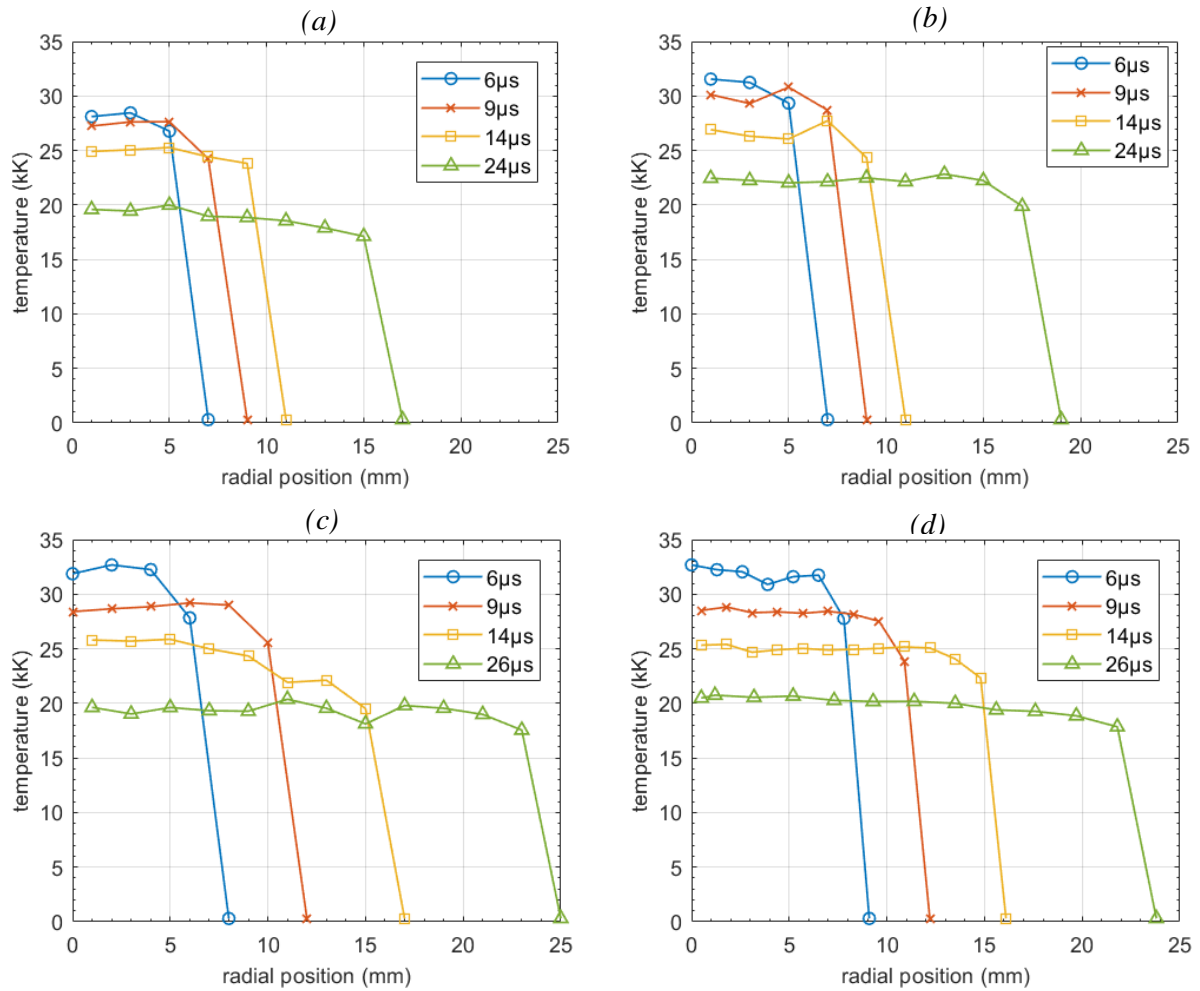 (a)
35
30
25
20
15
10
5
0
temperature (kK)
0 5 10 15 20 25
radial position (mm)
6µs
9µs
14µs
24µs
(b)
35
30
25
20
15
10
5
0
temperature (kK)
0 5 10 15 20 25
radial position (mm)
6µs
9µs
14µs
24µs
(c)
35
30
25
20
15
10
5
0
temperature (kK)
0 5 10 15 20 25
radial position (mm)
6µs
9µs
14µs
26µs
(d)
35
30
25
20
15
10
5
0
temperature (kK)
0 5 10 15 20 25
radial position (mm)
6µs
9µs
14µs
26µs